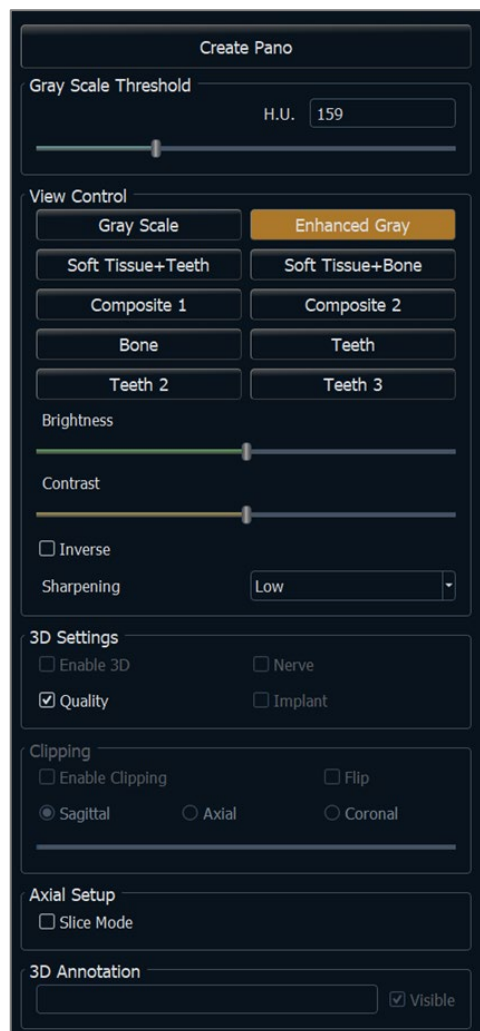 Create Pano
Gray Scale Threshold
H.U. 159
View Control
Gray Scale Enhanced Gray
Soft Tissue+Teeth Soft Tissue+Bone
Composite 1 Composite 2
Bone Teeth
Teeth 2 Teeth 3
Brightness
Contrast
Inverse
Sharpening Low
3D Settings
Enable 3D Nerve
Quality Implant
Clipping
Enable Clipping Flip
Sagittal Axial Coronal
Axial Setup
Slice Mode
3D Annotation
Visible